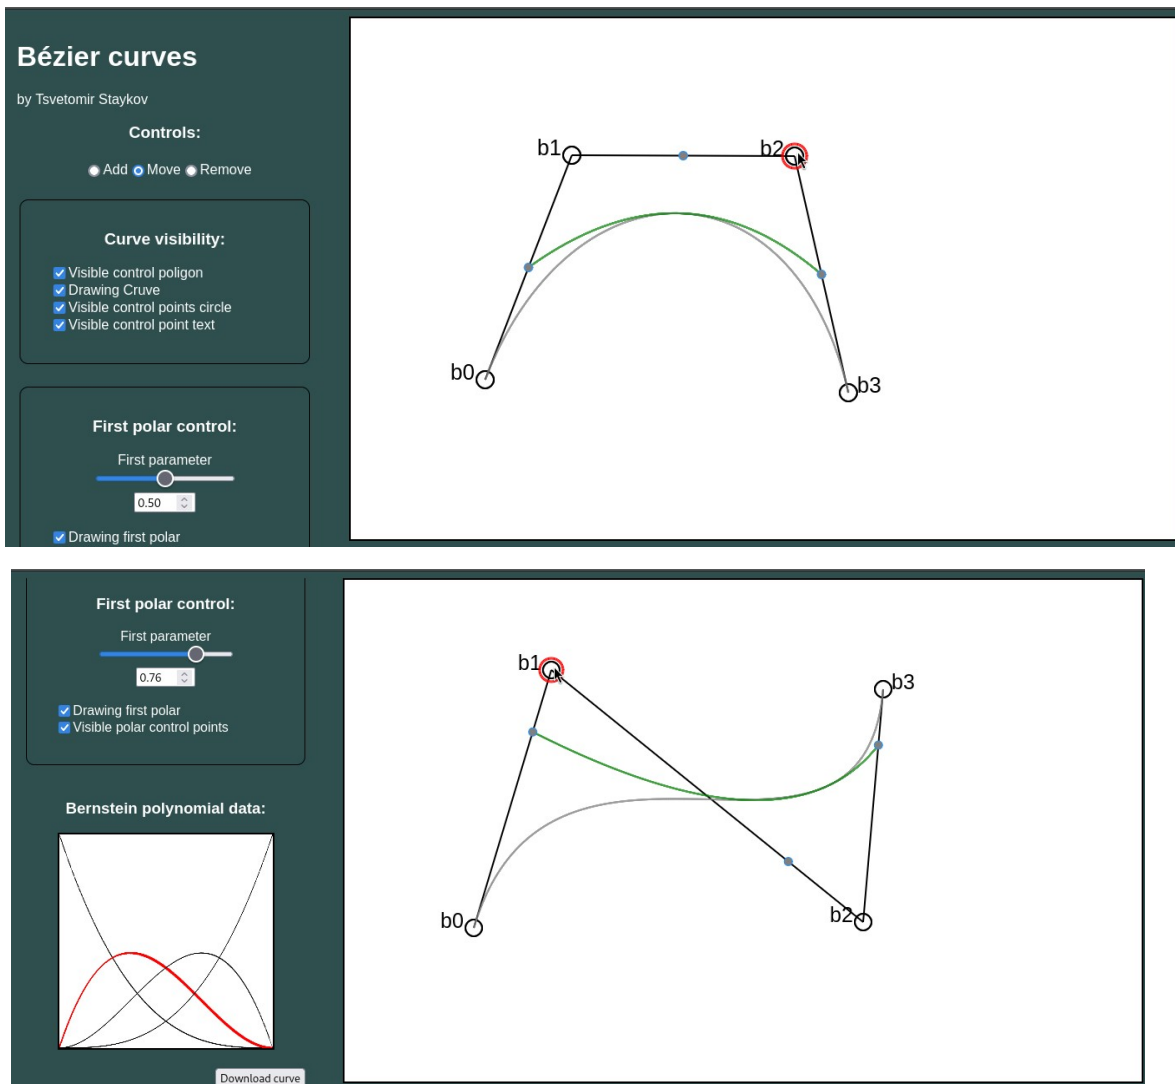 Bézier curves
by Tsvetomir Staykov
Controls:
Add Move Remove
Curve visibility:
Visible control poligon
Drawing Cruve
Visible control points circle
Visible control point text
First polar control:
First parameter
0.50
Drawing first polar
b1
b2
b0
b3
First polar control:
First parameter
0.76
Drawing first polar
Visible polar control points
Bernstein polynomial data:
Download curve
b1
b3
b0
b2